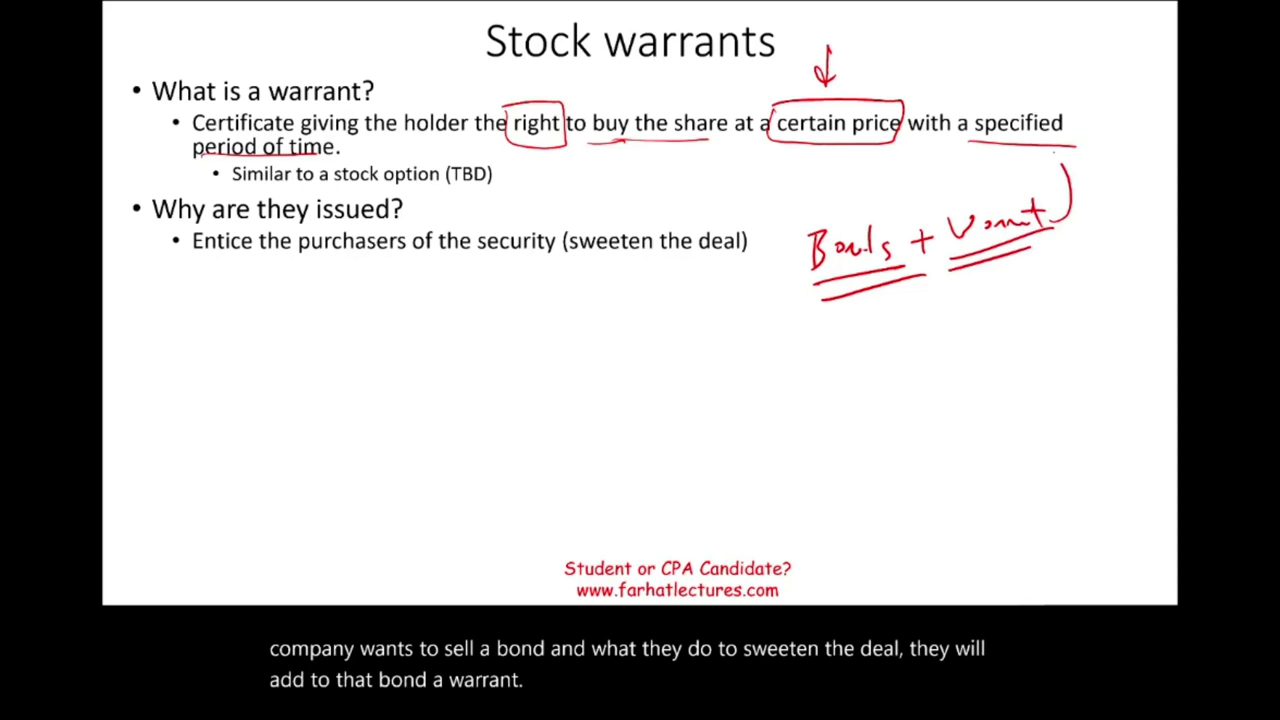 Stock warrants
• What is a warrant?
• Certificate giving the holder the right to buy the share at a certain price with a specified
period of time.
• Similar to a stock option (TBD)
• Why are they issued?
• Entice the purchasers of the security (sweeten the deal)
Bonds + Warrant
Student or CPA Candidate?
www.farhatlectures.com
company wants to sell a bond and what they do to sweeten the deal, they will
add to that bond a warrant.